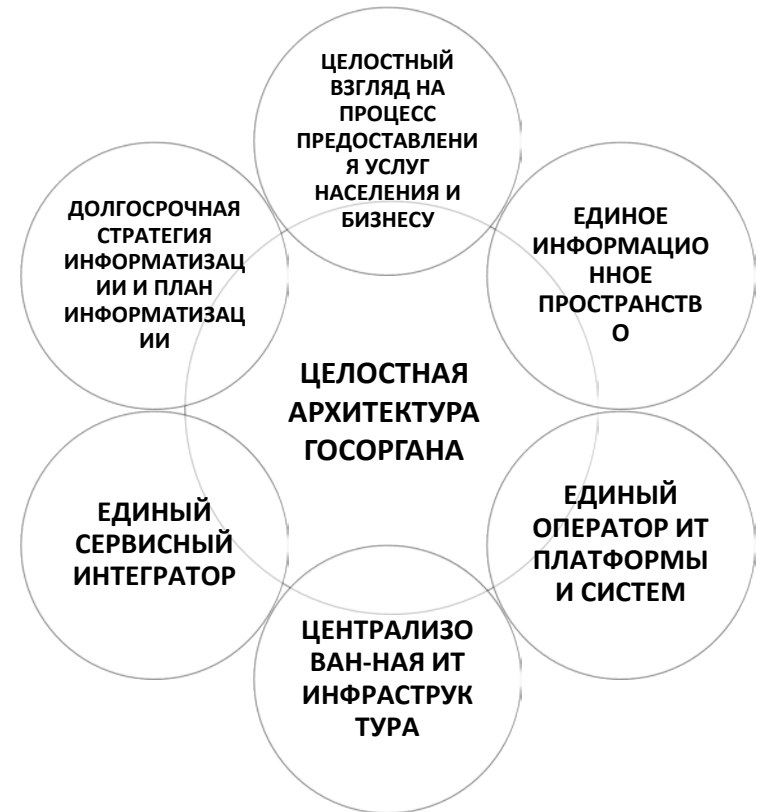 ЦЕЛОСТНЫЙ
ВЗГЛЯД НА
ПРОЦЕСС
ПРЕДОСТАВЛЕНИ
Я УСЛУГ
НАСЕЛЕНИЯ И
БИЗНЕСУ
ДОЛГОСРОЧНАЯ
СТРАТЕГИЯ
ИНФОРМАТИЗАЦ
ИИ И ПЛАН
ИНФОРМАТИЗАЦ
ИИ
ЕДИНОЕ
ИНФОРМАЦИО
ННОЕ
ПРОСТРАНСТВ
О
ЦЕЛОСТНАЯ
АРХИТЕКТУРА
ГОСОРГАНА
ЕДИНЫЙ
СЕРВИСНЫЙ
ИНТЕГРАТОР
ЕДИНЫЙ
ОПЕРАТОР ИТ
ПЛАТФОРМЫ
И СИСТЕМ
ЦЕНТРАЛИЗО
ВАН-НАЯ ИТ
ИНФРАСТРУК
ТУРА